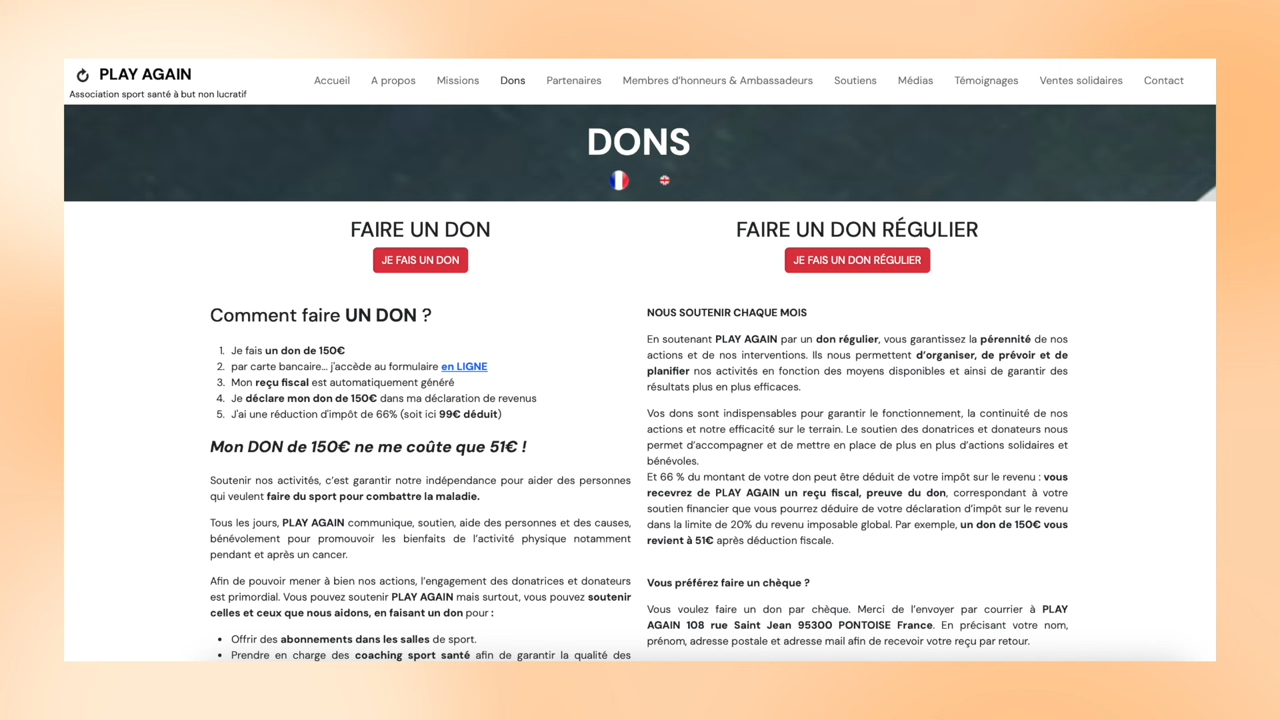 PLAY AGAIN
Association sport santé à but non lucratif
Accueil
A propos
Missions
Dons
Partenaires
Membres d’honneurs & Ambassadeurs
Soutiens
Médias
Témoignages
Ventes solidaires
Contact
DONS
FAIRE UN DON
JE FAIS UN DON
FAIRE UN DON RÉGULIER
JE FAIS UN DON RÉGULIER
Comment faire UN DON ?
1. Je fais un don de 150€
2. par carte bancaire... j'accède au formulaire en LIGNE
3. Mon reçu fiscal est automatiquement généré
4. Je déclare mon don de 150€ dans ma déclaration de revenus
5. J'ai une réduction d'impôt de 66% (soit ici 99€ déduit)
Mon DON de 150€ ne me coûte que 51€ !
Soutenir nos activités, c’est garantir notre indépendance pour aider des personnes
qui veulent faire du sport pour combattre la maladie.
Tous les jours, PLAY AGAIN communique, soutien, aide des personnes et des causes,
bénévolement pour promouvoir les bienfaits de l’activité physique notamment
pendant et après un cancer.
Afin de pouvoir mener à bien nos actions, l’engagement des donatrices et donateurs
est primordial. Vous pouvez soutenir PLAY AGAIN mais surtout, vous pouvez soutenir
celles et ceux que nous aidons, en faisant un don pour :
• Offrir des abonnements dans les salles de sport.
• Prendre en charge des coaching sport santé afin de garantir la qualité des
NOUS SOUTENIR CHAQUE MOIS
En soutenant PLAY AGAIN par un don régulier, vous garantissez la pérennité de nos
actions et de nos interventions. Ils nous permettent d’organiser, de prévoir et de
planifier nos activités en fonction des moyens disponibles et ainsi de garantir des
résultats plus en plus efficaces.
Vos dons sont indispensables pour garantir le fonctionnement, la continuité de nos
actions et notre efficacité sur le terrain. Le soutien des donatrices et donateurs nous
permet d’accompagner et de mettre en place de plus en plus d’actions solidaires et
bénévoles.
Et 66 % du montant de votre don peut être déduit de votre impôt sur le revenu : vous
recevrez de PLAY AGAIN un reçu fiscal, preuve du don, correspondant à votre
soutien financier que vous pourrez déduire de votre déclaration d’impôt sur le revenu
dans la limite de 20% du revenu imposable global. Par exemple, un don de 150€ vous
revient à 51€ après déduction fiscale.
Vous préférez faire un chèque ?
Vous voulez faire un don par chèque. Merci de l’envoyer par courrier à PLAY
AGAIN 108 rue Saint Jean 95300 PONTOISE France. En précisant votre nom,
prénom, adresse postale et adresse mail afin de recevoir votre reçu par retour.